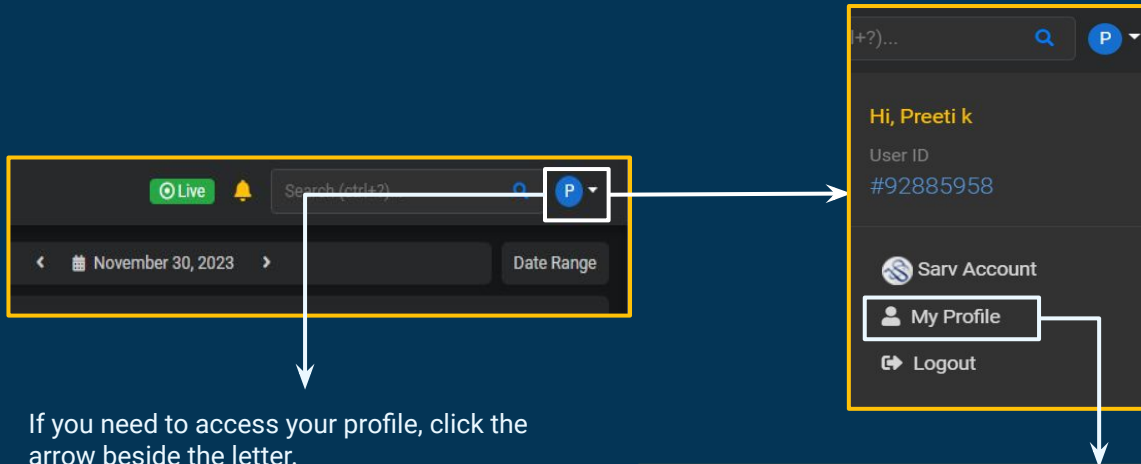 Live
Search (ctrl+?)
P
November 30, 2023
Date Range
If you need to access your profile, click the
arrow beside the letter.
l+?)...
P
Hi, Preeti k
User ID
#92885958
Sarv Account
My Profile
Logout